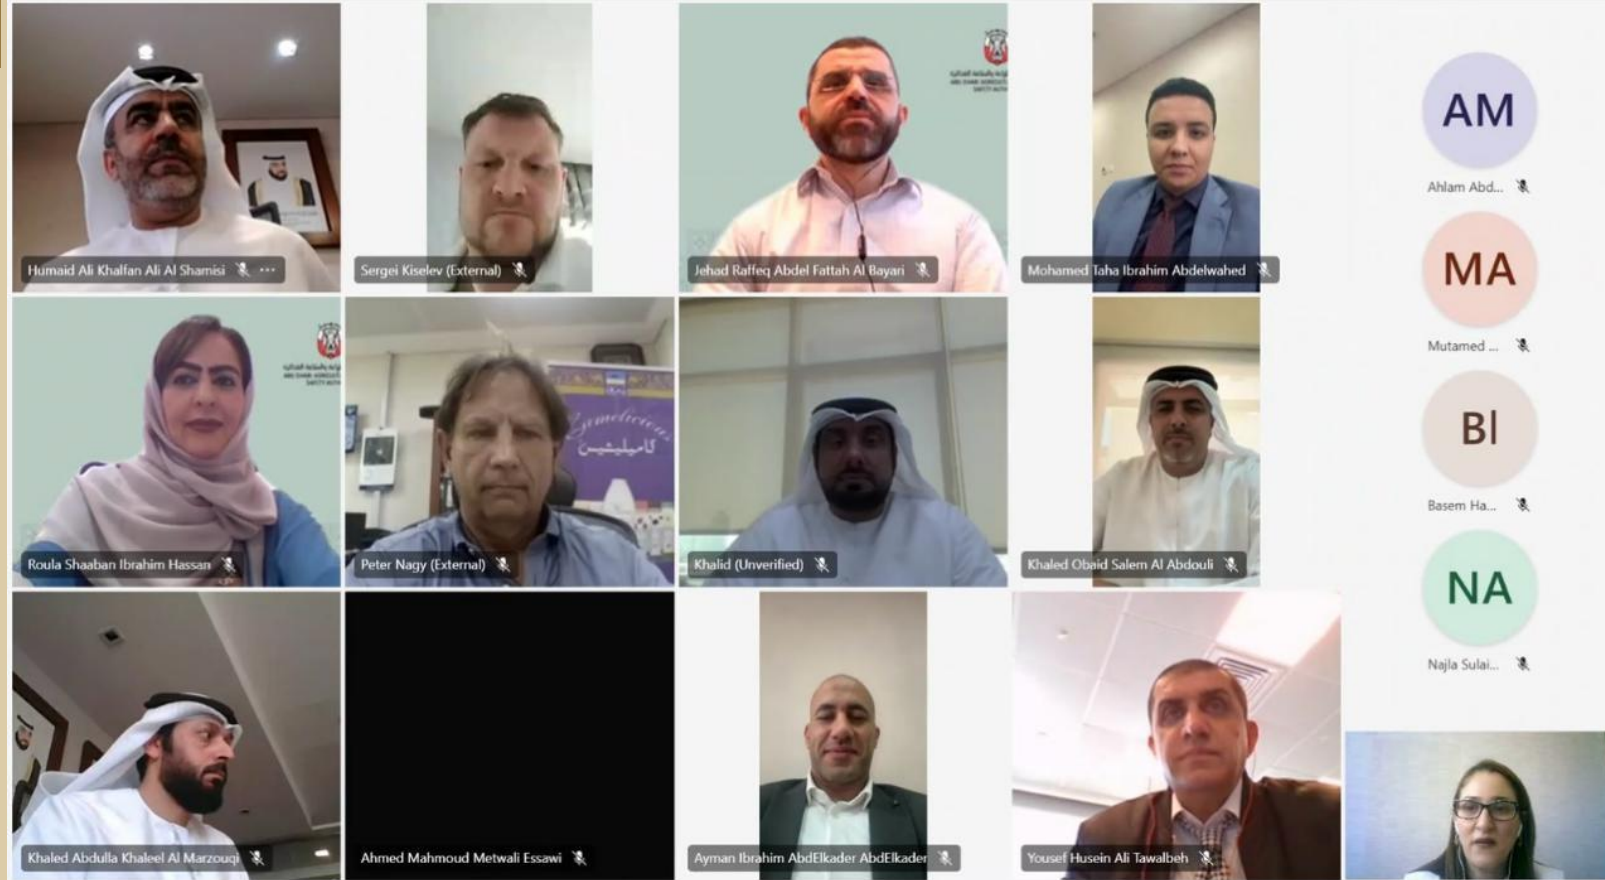 Humaid Ali Khalfan Ali Al Shamisi
Sergei Kiselev (External)
Jehad Raffeq Abdel Fattah Al Bayari
Mohamed Taha Ibrahim Abdelwahed
AM
Ahlam Abd...
MA
Mutamed ...
Roula Shaaban Ibrahim Hassan
Camelicious
كاميليشس
Peter Nagy (External)
Khalid (Unverified)
Khaled Obaid Salem Al Abdouli
BI
Basem Ha...
NA
Najla Sulai...
Khaled Abdulla Khaleel Al Marzouqi
Ahmed Mahmoud Metwali Essawi
Ayman Ibrahim AbdElkader AbdElkader
Yousef Husein Ali Tawalbeh